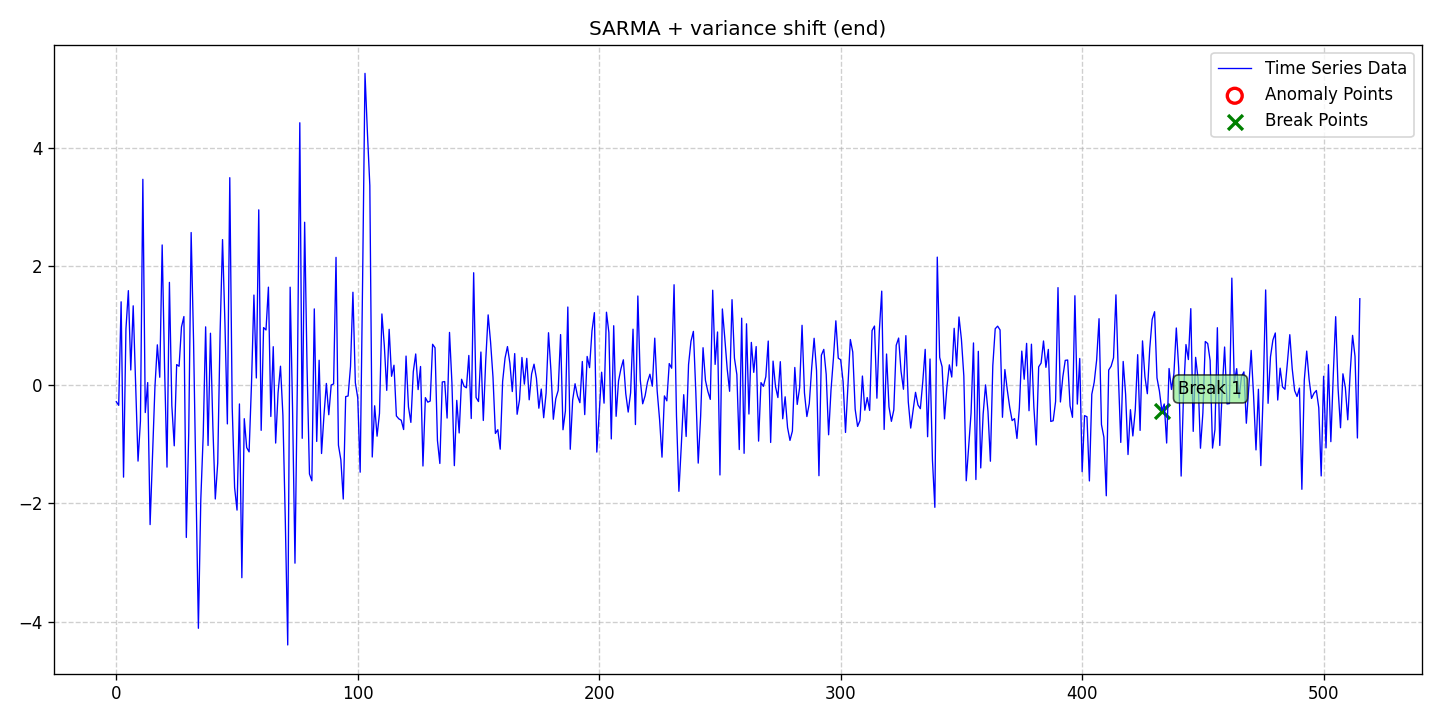 SARMA + variance shift (end)
Time Series Data
Anomaly Points
Break Points
4
2
0
−2
−4
Break 1
0 100 200 300 400 500